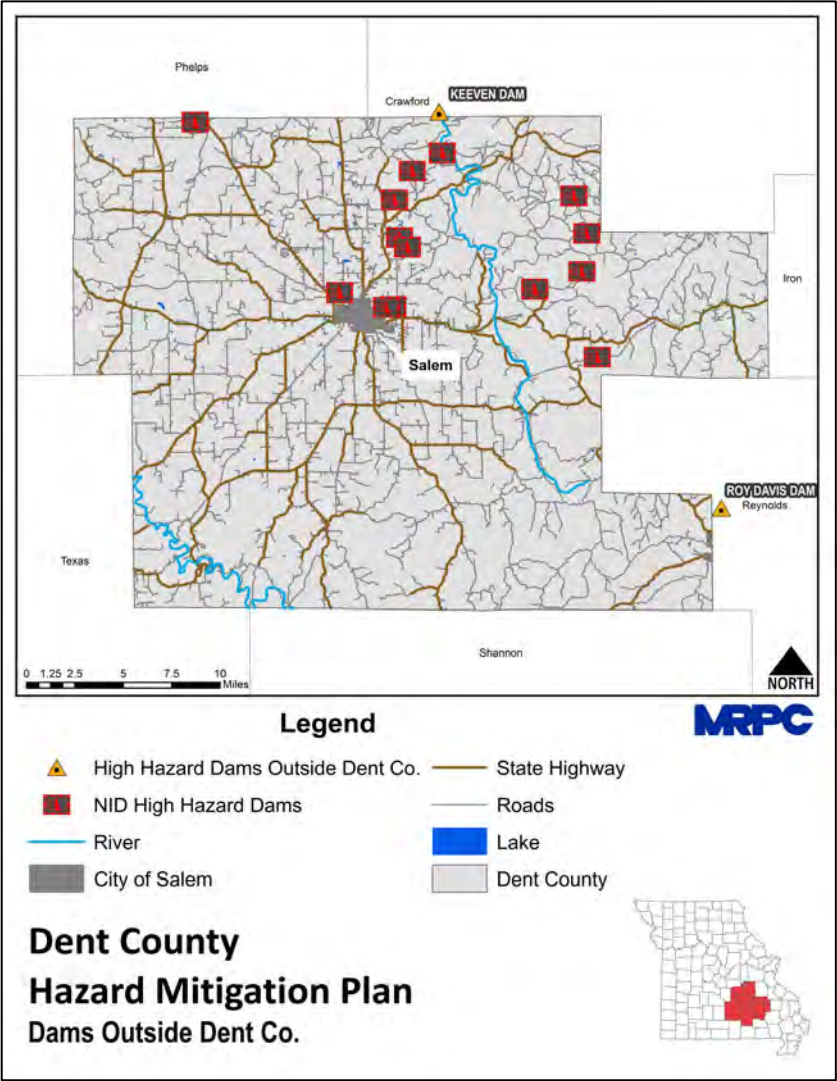 Phelps
Crawford
KEEVEN DAM
Iron
Salem
ROY DAVIS DAM
Reynolds
Texas
Shannon
0 1.25 2.5 5 7.5 10
Miles
NORTH
Legend
MRPC
High Hazard Dams Outside Dent Co.
State Highway
NID High Hazard Dams
Roads
River
Lake
City of Salem
Dent County
Dent County
Hazard Mitigation Plan
Dams Outside Dent Co.